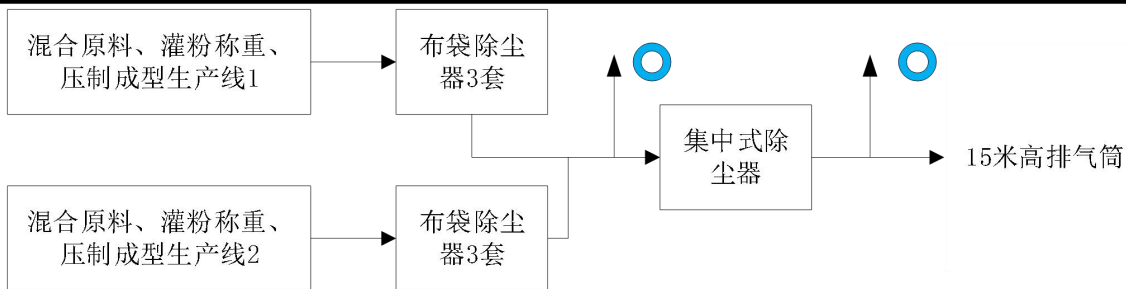 混合原料、灌粉称重、
压制成型生产线1
布袋除尘
器3套
集中式除
尘器
15米高排气筒
混合原料、灌粉称重、
压制成型生产线2
布袋除尘
器3套